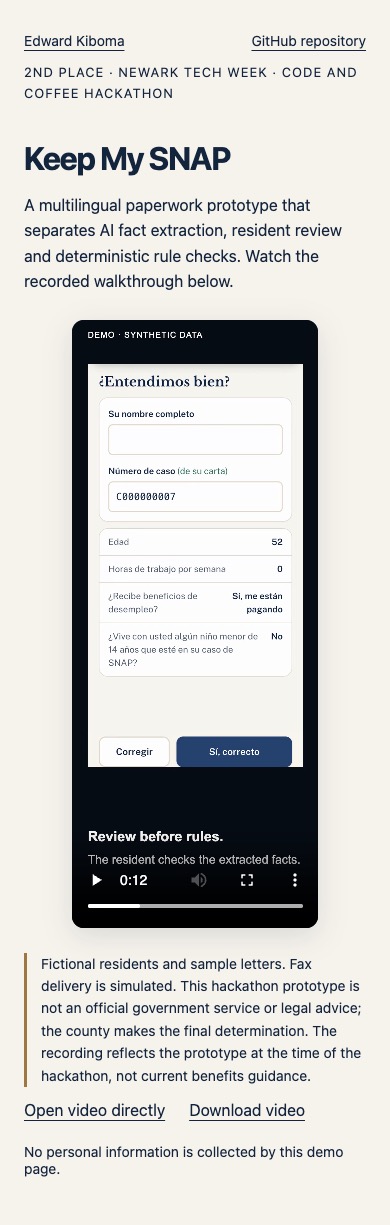 Edward Kiboma
GitHub repository
2ND PLACE · NEWARK TECH WEEK · CODE AND
COFFEE HACKATHON
Keep My SNAP
A multilingual paperwork prototype that
separates AI fact extraction, resident review
and deterministic rule checks. Watch the
recorded walkthrough below.
DEMO · SYNTHETIC DATA
¿Entendimos bien?
Su nombre completo
Número de caso (de su carta)
C000000007
Edad 52
Horas de trabajo por semana 0
¿Recibe beneficios de Sí, me están
desempleo? pagando
¿Vive con usted algún niño menor de No
14 años que esté en su caso de
SNAP?
Corregir
Sí, correcto
Review before rules.
The resident checks the extracted facts.
0:12
Fictional residents and sample letters. Fax
delivery is simulated. This hackathon prototype is
not an official government service or legal advice;
the county makes the final determination. The
recording reflects the prototype at the time of the
hackathon, not current benefits guidance.
Open video directly
Download video
No personal information is collected by this demo
page.